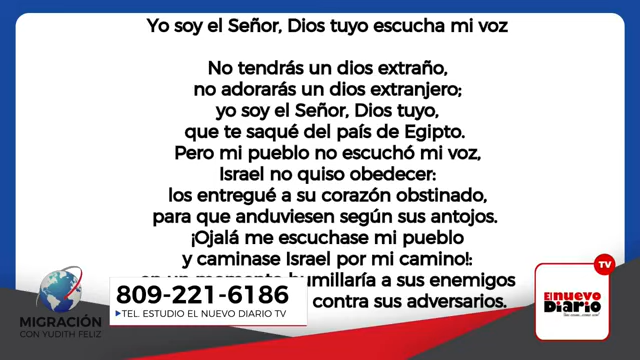 Yo soy el Señor, Dios tuyo escucha mi voz
No tendrás un dios extraño,
no adorarás un dios extranjero;
yo soy el Señor, Dios tuyo,
que te saqué del país de Egipto.
Pero mi pueblo no escuchó mi voz,
Israel no quiso obedecer:
los entregué a su corazón obstinado,
para que anduviesen según sus antojos.
¡Ojalá me escuchase mi pueblo
y caminase Israel por mi camino!:
en un momento humillaría a sus enemigos
contra sus adversarios.
809-221-6186
TEL. ESTUDIO EL NUEVO DIARIO TV
MIGRACIÓN
CON YUDITH FELIZ
TV
El nuevo
Diario